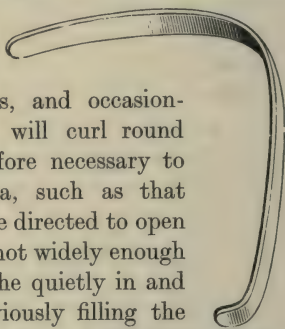 s, and occasion-
will curl round
fore necessary to
a, such as that
e directed to open
not widely enough
he quietly in and
iously filling the